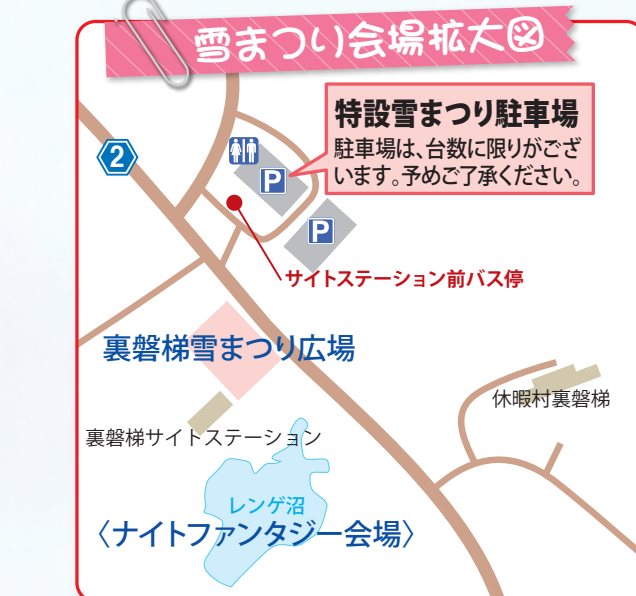 雪まつり会場拡大図
特設雪まつり駐車場
駐車場は、台数に限りがござ
います。予めご了承ください。
2
P
P
サイトステーション前バス停
裏磐梯雪まつり広場
休暇村裏磐梯
裏磐梯サイトステーション
レンゲ沼
〈ナイトファンタジー会場〉